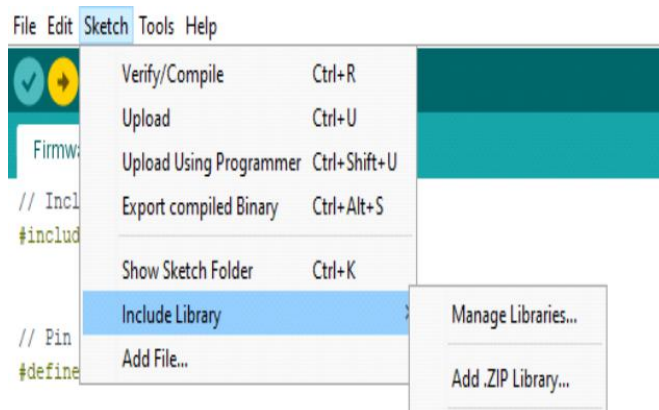 File Edit Sketch Tools Help
Verify/Compile Ctrl+R
Upload Ctrl+U
Firmwa
Upload Using Programmer Ctrl+Shift+U
// Incl
Export compiled Binary Ctrl+Alt+S
#includ
Show Sketch Folder Ctrl+K
Include Library
Manage Libraries...
// Pin
Add File...
#define
Add .ZIP Library...